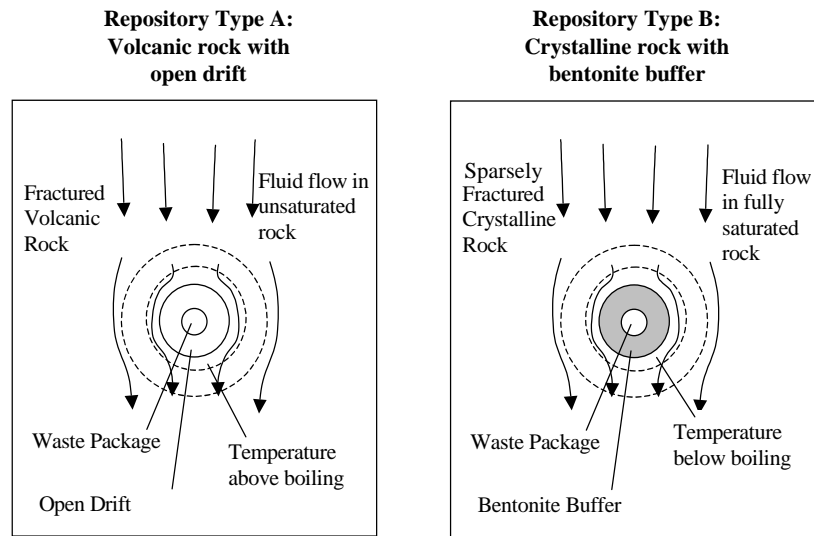 Repository Type A:
Volcanic rock with
open drift
Fractured
Volcanic
Rock
Fluid flow in
unsaturated
rock
Waste Package
Temperature
above boiling
Open Drift
Repository Type B:
Crystalline rock with
bentonite buffer
Sparsely
Fractured
Crystalline
Rock
Fluid flow
in fully
saturated
rock
Waste Package
Temperature
below boiling
Bentonite Buffer